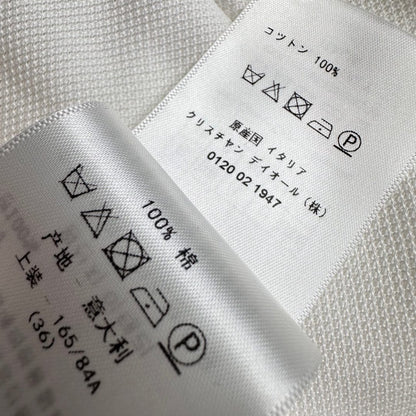 コットン 100%
P
原産国 イタリア
クリスチャン ディオール (株)
0120 02 1947
100% 棉
P
产地 - 意大利
上装 - 165/84A
(36)